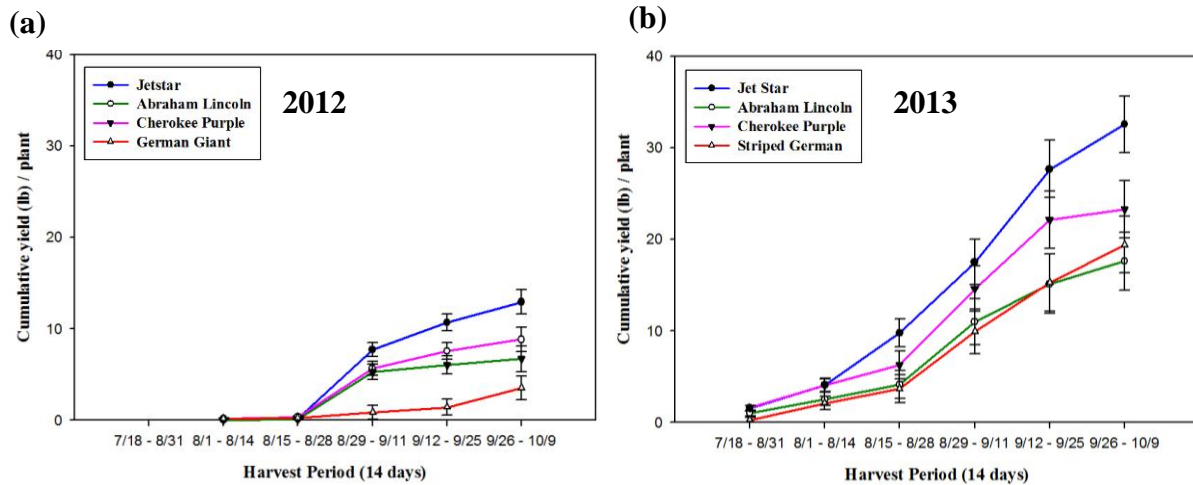 (a)
40
30
20
10
0
Cumulative yield (lb) / plant
Jetstar
Abraham Lincoln
Cherokee Purple
German Giant
2012
7/18 - 8/31 8/1 - 8/14 8/15 - 8/28 8/29 - 9/11 9/12 - 9/25 9/26 - 10/9
Harvest Period (14 days)
(b)
40
30
20
10
0
Cumulative yield (lb) / plant
Jet Star
Abraham Lincoln
Cherokee Purple
Striped German
2013
7/18 - 8/31 8/1 - 8/14 8/15 - 8/28 8/29 - 9/11 9/12 - 9/25 9/26 - 10/9
Harvest Period (14 days)